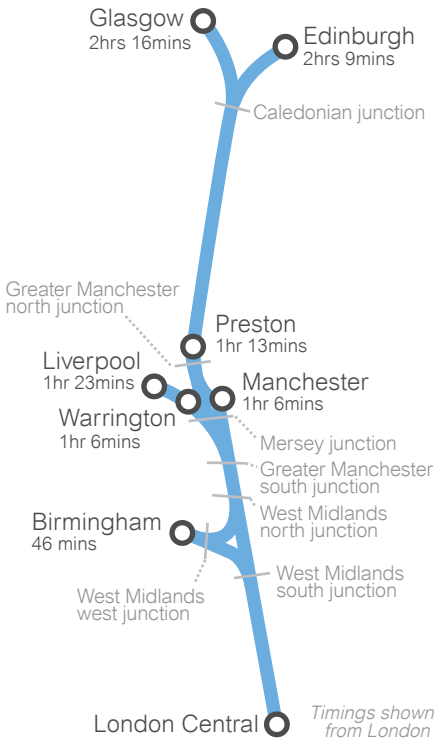 Glasgow
2hrs 16mins
Edinburgh
2hrs 9mins
Caledonian junction
Greater Manchester
north junction
Preston
1hr 13mins
Liverpool
1hr 23mins
Manchester
1hr 6mins
Warrington
1hr 6mins
Mersey junction
Greater Manchester
south junction
West Midlands
north junction
Birmingham
46 mins
West Midlands
south junction
West Midlands
west junction
London Central
Timings shown
from London